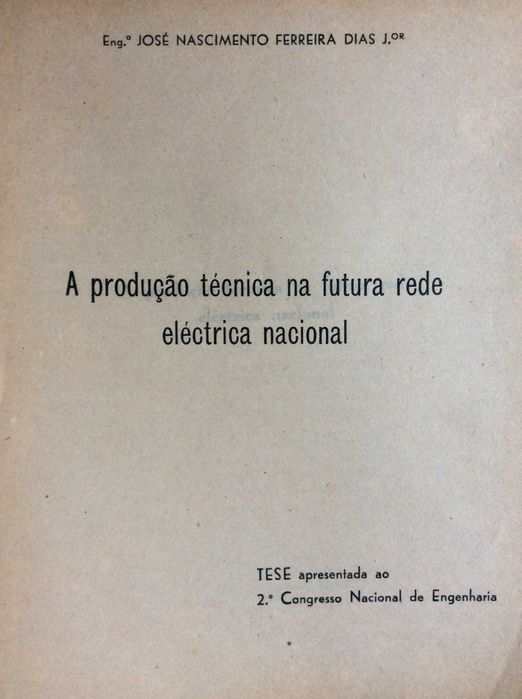 Eng.º JOSÉ NASCIMENTO FERREIRA DIAS J.OR
A produção técnica na futura rede
eléctrica nacional
TESE apresentada ao
2.º Congresso Nacional de Engenharia